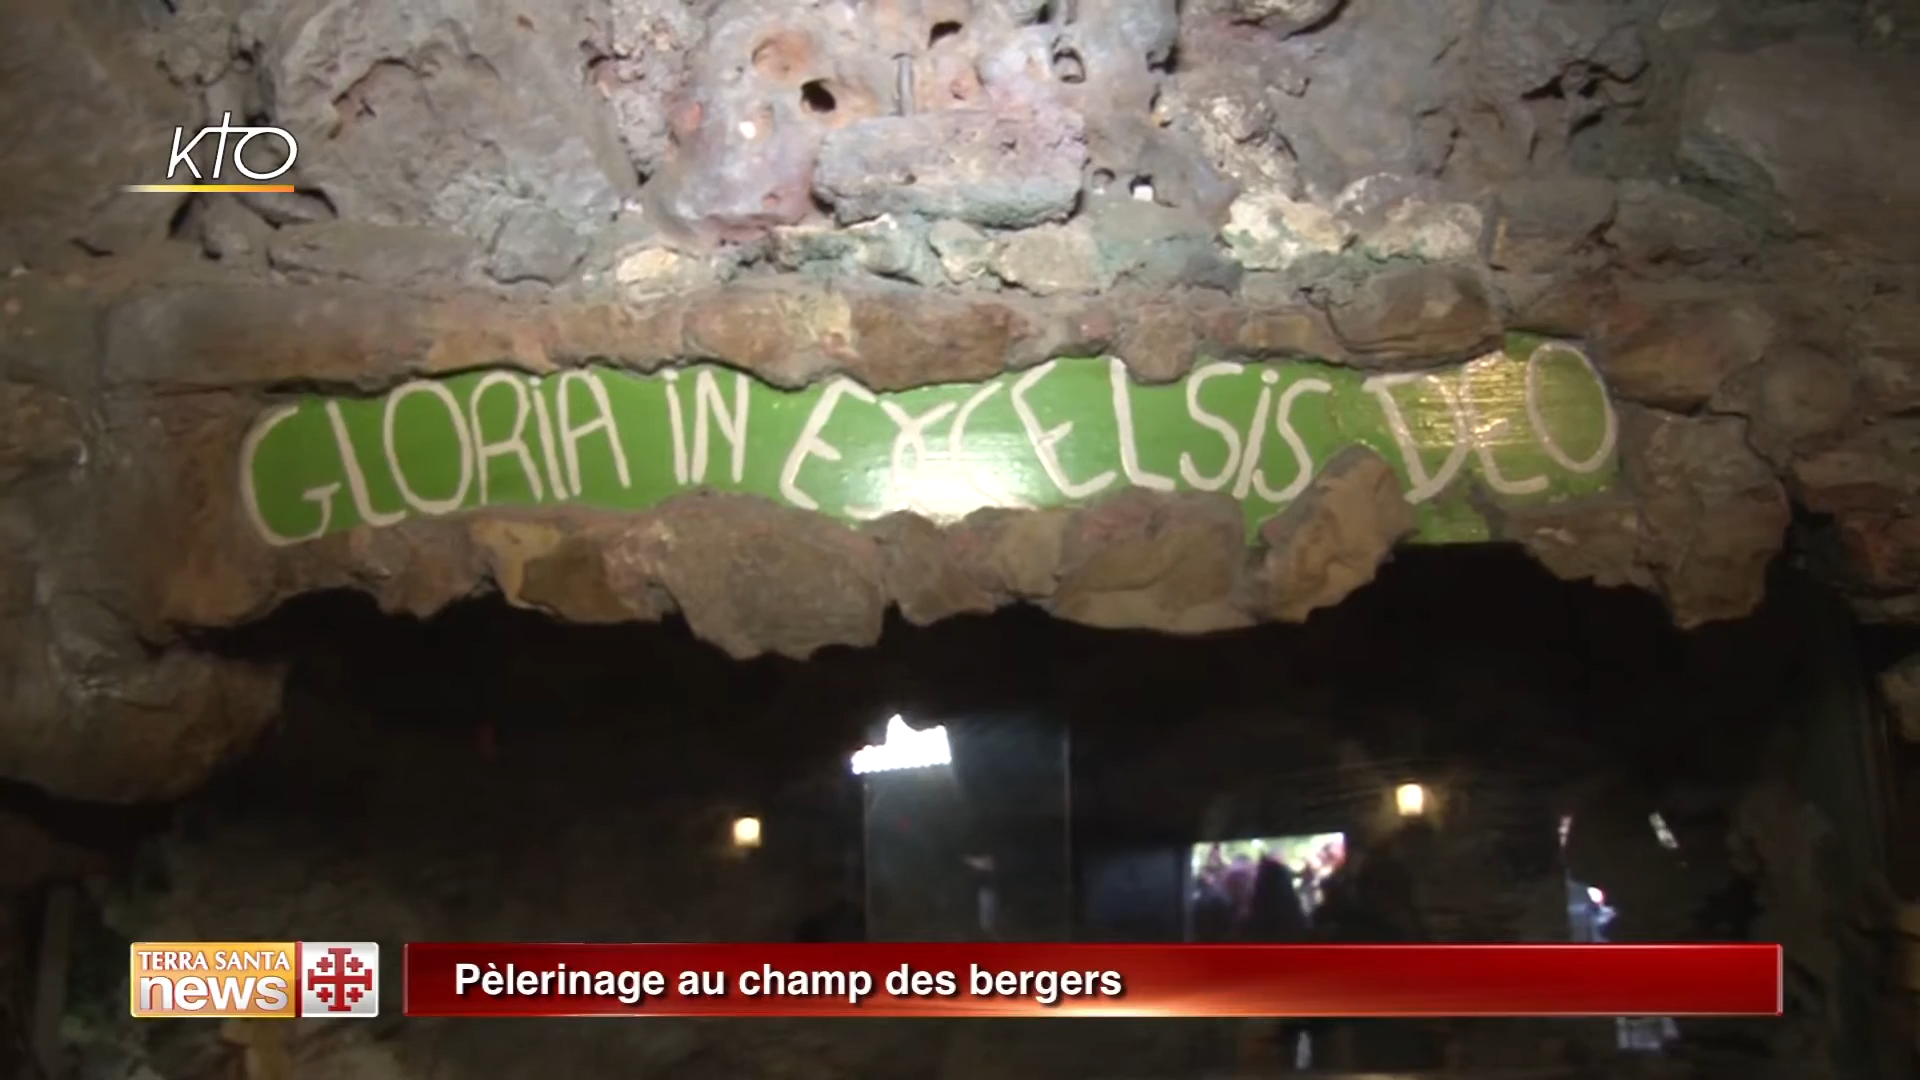 KTO
GLORiA iN EXCELSiS DEO
TERRA SANTA
news
Pèlerinage au champ des bergers